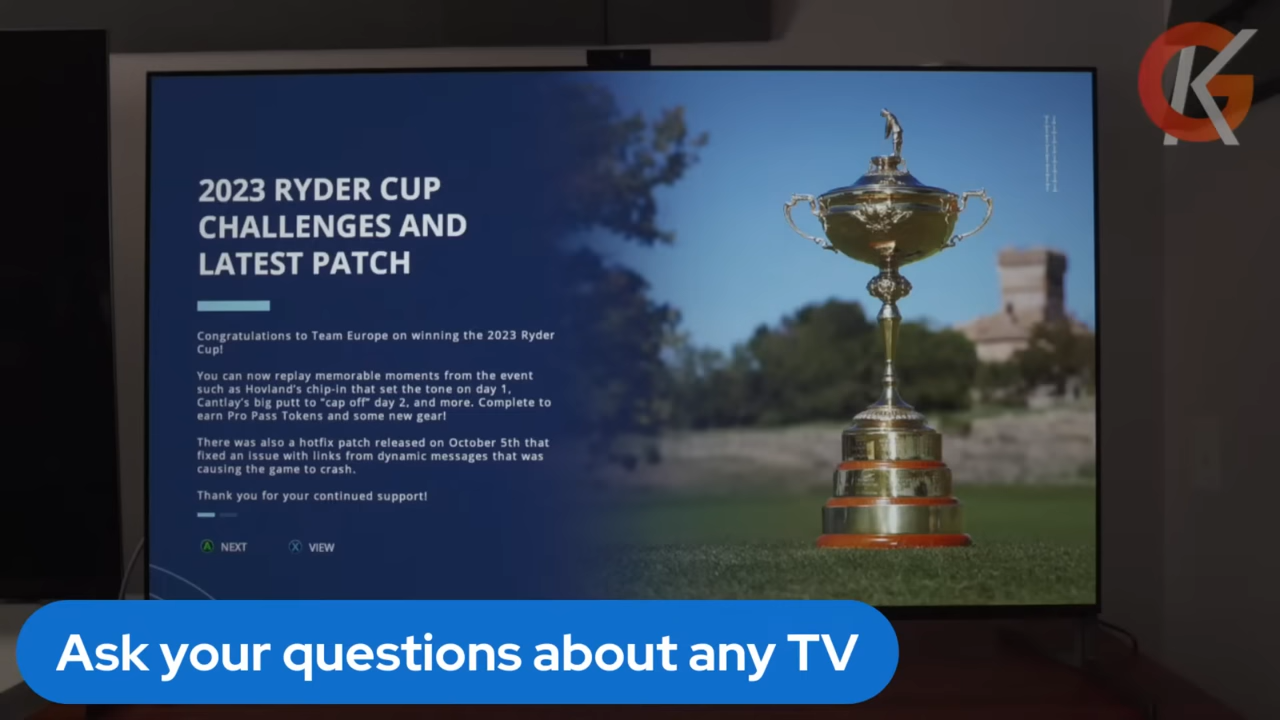 2023 RYDER CUP
CHALLENGES AND
LATEST PATCH
Congratulations to Team Europe on winning the 2023 Ryder
Cup!
You can now replay memorable moments from the event
such as Hovland's chip-in that set the tone on day 1,
Cantlay's big putt to "cap off" day 2, and more. Complete to
earn Pro Pass Tokens and some new gear!
There was also a hotfix patch released on October 5th that
fixed an issue with links from dynamic messages that was
causing the game to crash.
Thank you for your continued support!
A NEXT X VIEW
GK
Ask your questions about any TV